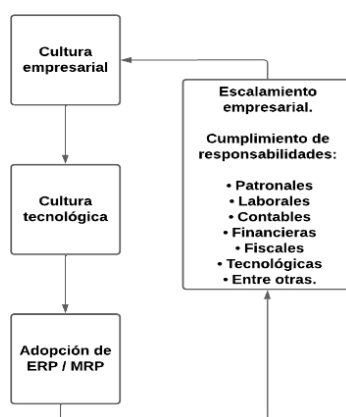 Cultura
empresarial
Cultura
tecnológica
Adopción de
ERP / MRP
Escalamiento
empresarial.
Cumplimiento de
responsabilidades:
• Patronales
• Laborales
• Contables
• Financieras
• Fiscales
• Tecnológicas
• Entre otras.